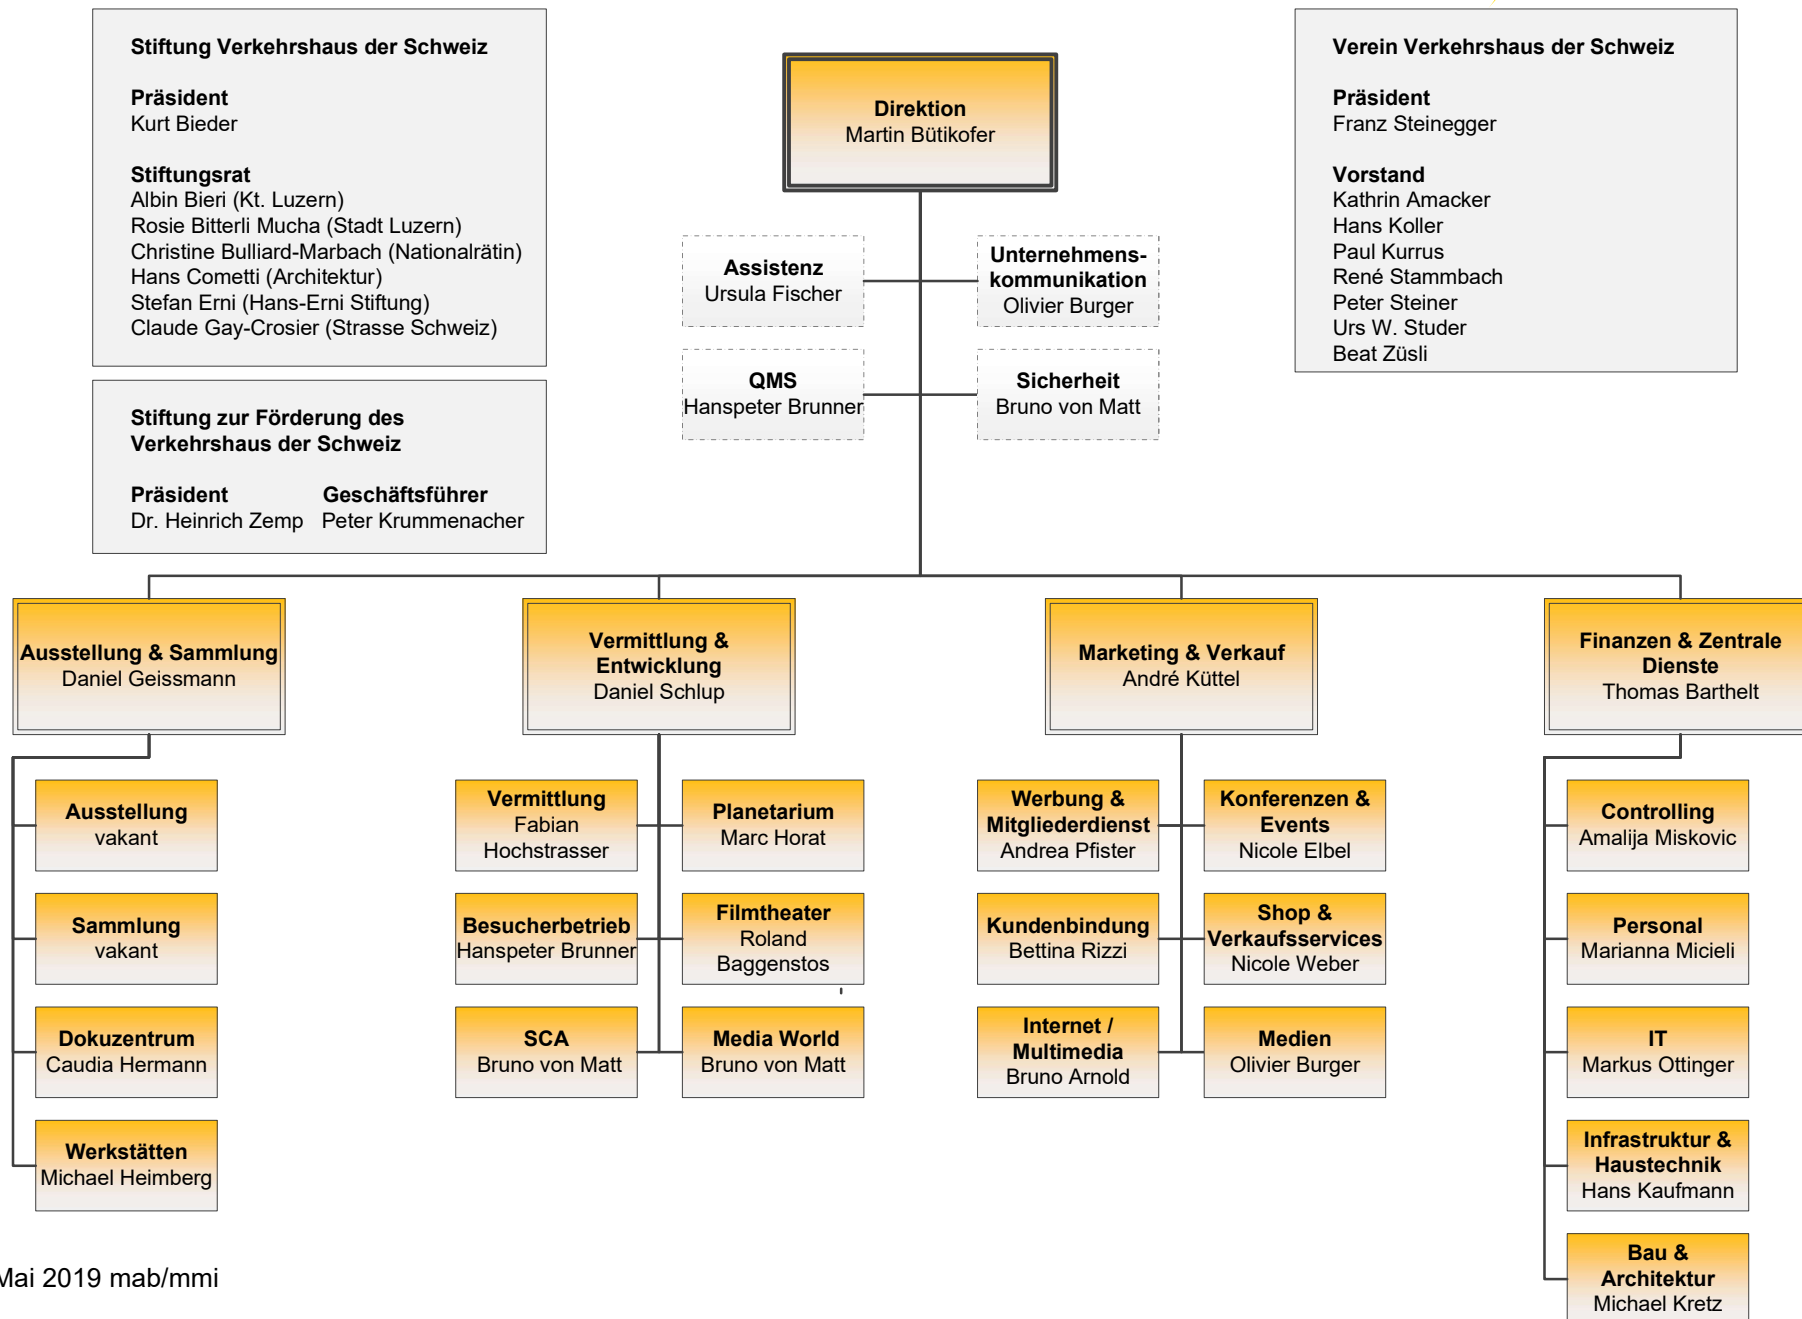 Stiftung Verkehrshaus der Schweiz
Präsident
Kurt Bieder
Stiftungsrat
Albin Bieri (Kt. Luzern)
Rosie Bitterli Mucha (Stadt Luzern)
Christine Bulliard-Marbach (Nationalrätin)
Hans Cometti (Architektur)
Stefan Erni (Hans-Erni Stiftung)
Claude Gay-Crosier (Strasse Schweiz)
Stiftung zur Förderung des
Verkehrshaus der Schweiz
Präsident Geschäftsführer
Dr. Heinrich Zemp Peter Krummenacher
Direktion
Martin Bütikofer
Assistenz
Ursula Fischer
Unternehmens-
kommunikation
Olivier Burger
QMS
Hanspeter Brunner
Sicherheit
Bruno von Matt
Verein Verkehrshaus der Schweiz
Präsident
Franz Steinegger
Vorstand
Kathrin Amacker
Hans Koller
Paul Kurrus
René Stammbach
Peter Steiner
Urs W. Studer
Beat Züsli
Ausstellung & Sammlung
Daniel Geissmann
Ausstellung
vakant
Sammlung
vakant
Dokuzentrum
Caudia Hermann
Werkstätten
Michael Heimberg
Vermittlung &
Entwicklung
Daniel Schlup
Vermittlung
Fabian
Hochstrasser
Planetarium
Marc Horat
Besucherbetrieb
Hanspeter Brunner
Filmtheater
Roland
Baggenstos
SCA
Bruno von Matt
Media World
Bruno von Matt
Marketing & Verkauf
André Küttel
Werbung &
Mitgliederdienst
Andrea Pfister
Konferenzen &
Events
Nicole Elbel
Kundenbindung
Bettina Rizzi
Shop &
Verkaufsservices
Nicole Weber
Internet /
Multimedia
Bruno Arnold
Medien
Olivier Burger
Finanzen & Zentrale
Dienste
Thomas Barthelt
Controlling
Amalija Miskovic
Personal
Marianna Micieli
IT
Markus Ottinger
Infrastruktur &
Haustechnik
Hans Kaufmann
Bau &
Architektur
Michael Kretz
Mai 2019 mab/mmi